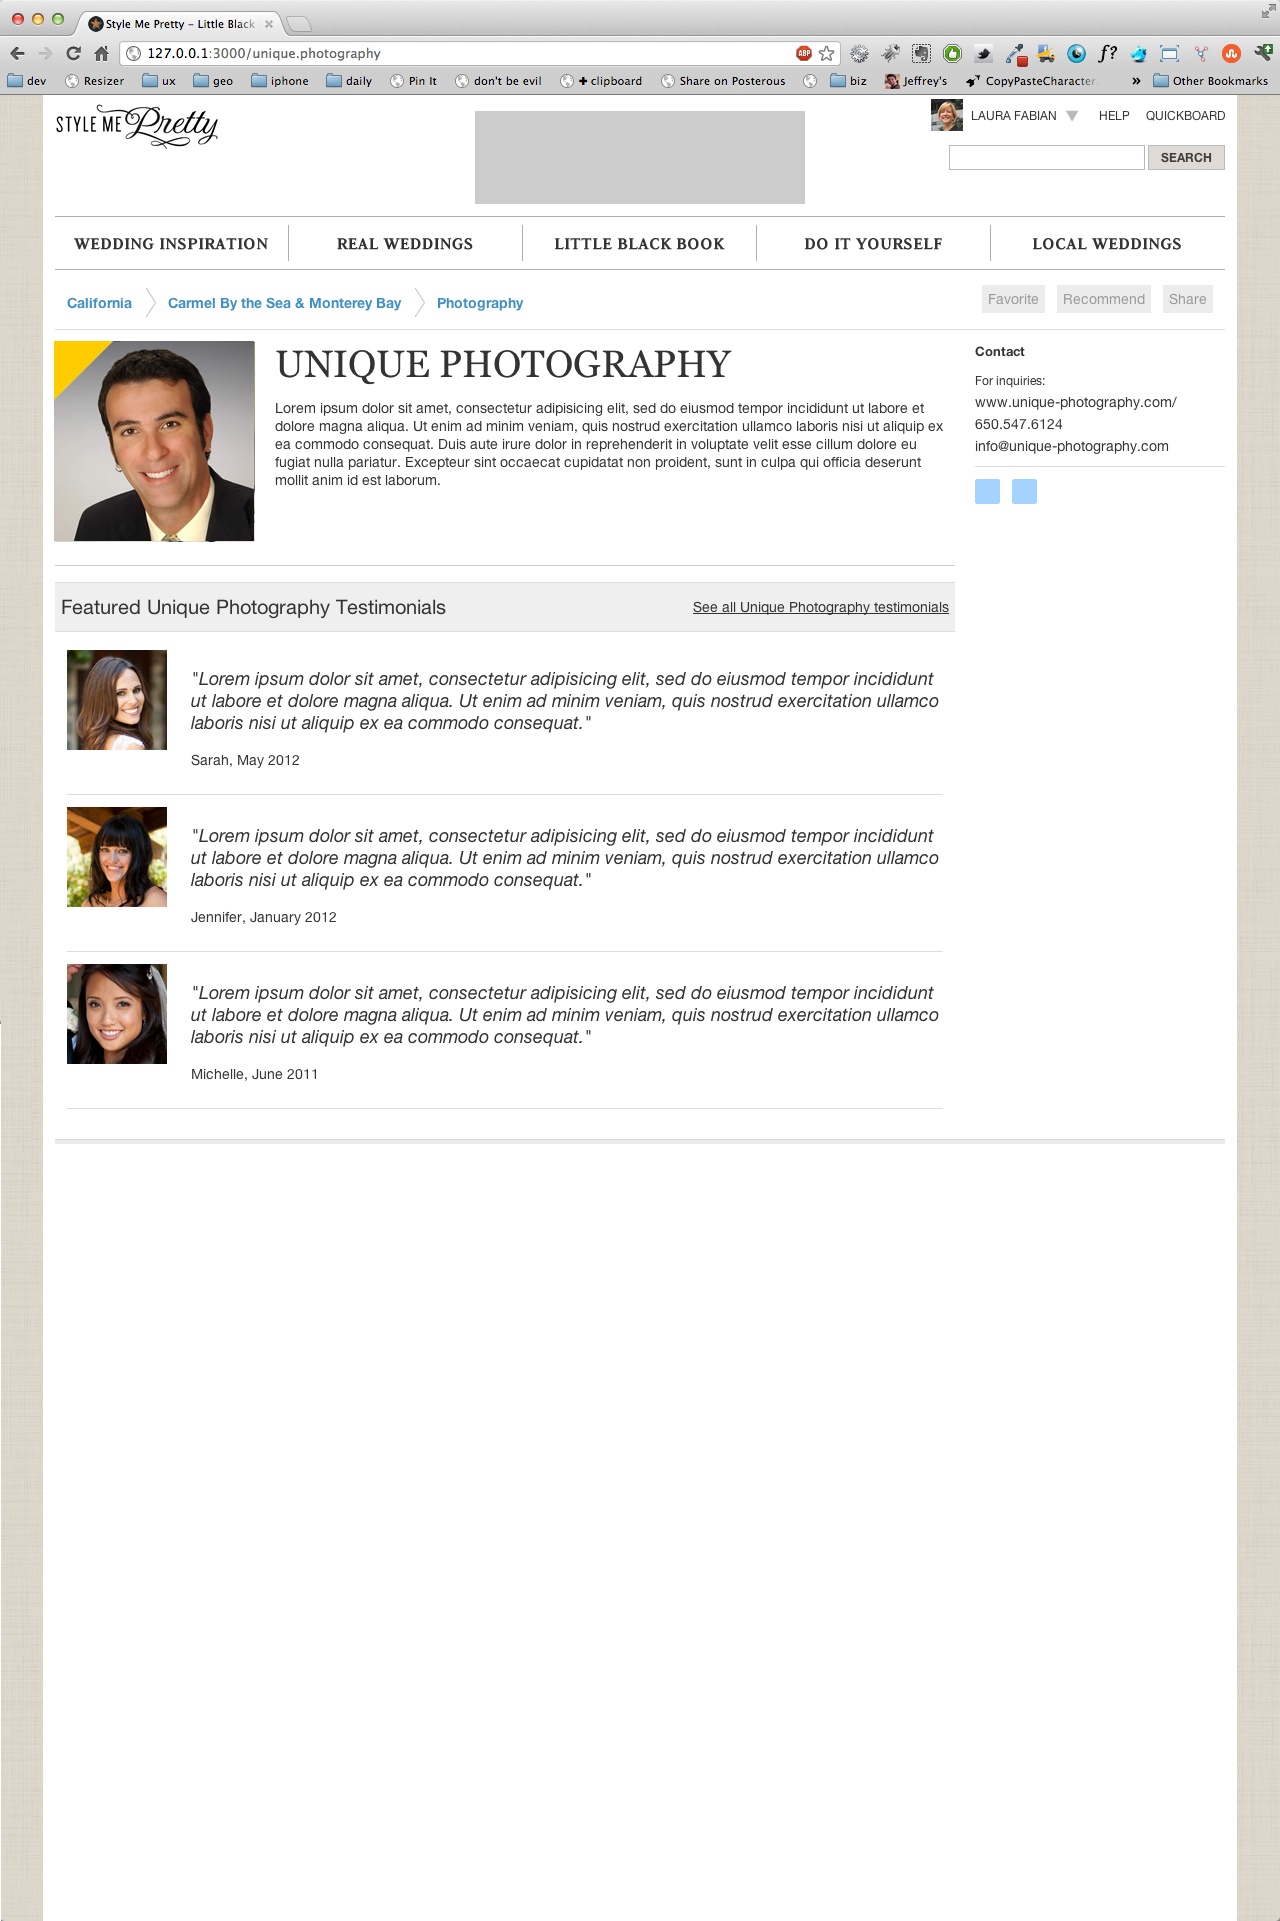 Style Me Pretty – Little Black
127.0.0.1:3000/unique.photography
ABP
f?
dev
Resizer
ux
geo
iphone
daily
Pin It
don't be evil
+ clipboard
Share on Posterous
biz
Jeffrey's
CopyPasteCharacter
»
Other Bookmarks
STYLE ME Pretty
LAURA FABIAN
HELP
QUICKBOARD
SEARCH
WEDDING INSPIRATION
REAL WEDDINGS
LITTLE BLACK BOOK
DO IT YOURSELF
LOCAL WEDDINGS
California
Carmel By the Sea & Monterey Bay
Photography
Favorite
Recommend
Share
UNIQUE PHOTOGRAPHY
Lorem ipsum dolor sit amet, consectetur adipisicing elit, sed do eiusmod tempor incididunt ut labore et
dolore magna aliqua. Ut enim ad minim veniam, quis nostrud exercitation ullamco laboris nisi ut aliquip ex
ea commodo consequat. Duis aute irure dolor in reprehenderit in voluptate velit esse cillum dolore eu
fugiat nulla pariatur. Excepteur sint occaecat cupidatat non proident, sunt in culpa qui officia deserunt
mollit anim id est laborum.
Contact
For inquiries:
www.unique-photography.com/
650.547.6124
info@unique-photography.com
Featured Unique Photography Testimonials
See all Unique Photography testimonials
"Lorem ipsum dolor sit amet, consectetur adipisicing elit, sed do eiusmod tempor incididunt
ut labore et dolore magna aliqua. Ut enim ad minim veniam, quis nostrud exercitation ullamco
laboris nisi ut aliquip ex ea commodo consequat."
Sarah, May 2012
"Lorem ipsum dolor sit amet, consectetur adipisicing elit, sed do eiusmod tempor incididunt
ut labore et dolore magna aliqua. Ut enim ad minim veniam, quis nostrud exercitation ullamco
laboris nisi ut aliquip ex ea commodo consequat."
Jennifer, January 2012
"Lorem ipsum dolor sit amet, consectetur adipisicing elit, sed do eiusmod tempor incididunt
ut labore et dolore magna aliqua. Ut enim ad minim veniam, quis nostrud exercitation ullamco
laboris nisi ut aliquip ex ea commodo consequat."
Michelle, June 2011